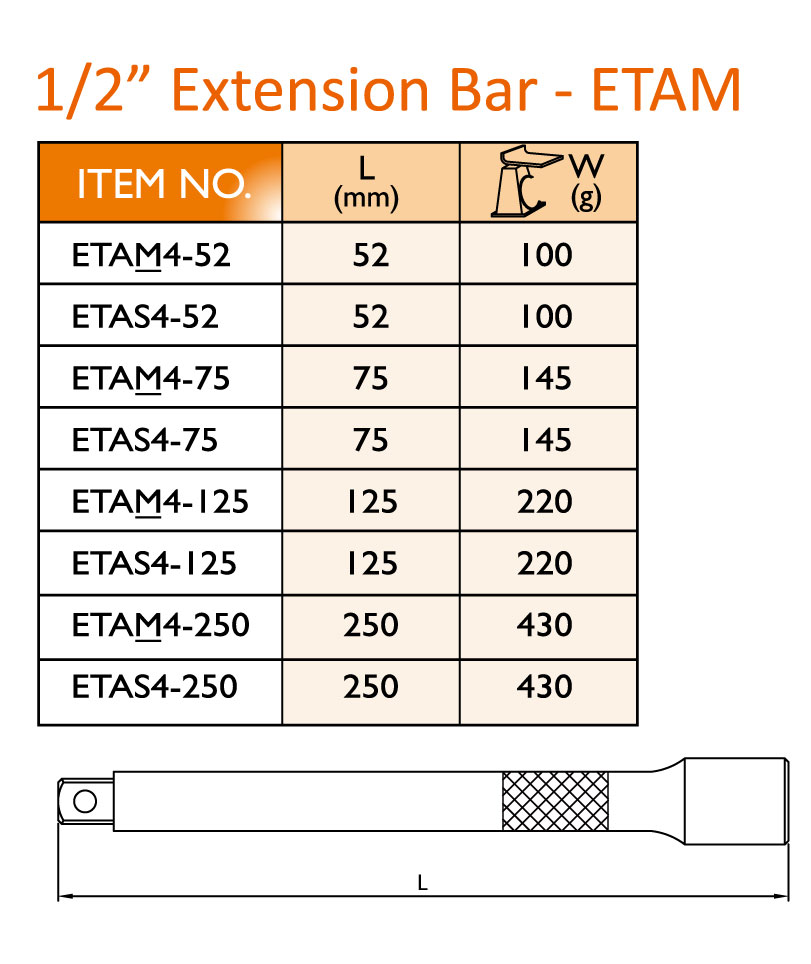 1/2” Extension Bar - ETAM
ITEM NO. L (mm) W (g)
ETAM4-52 52 100
ETAS4-52 52 100
ETAM4-75 75 145
ETAS4-75 75 145
ETAM4-125 125 220
ETAS4-125 125 220
ETAM4-250 250 430
ETAS4-250 250 430
L